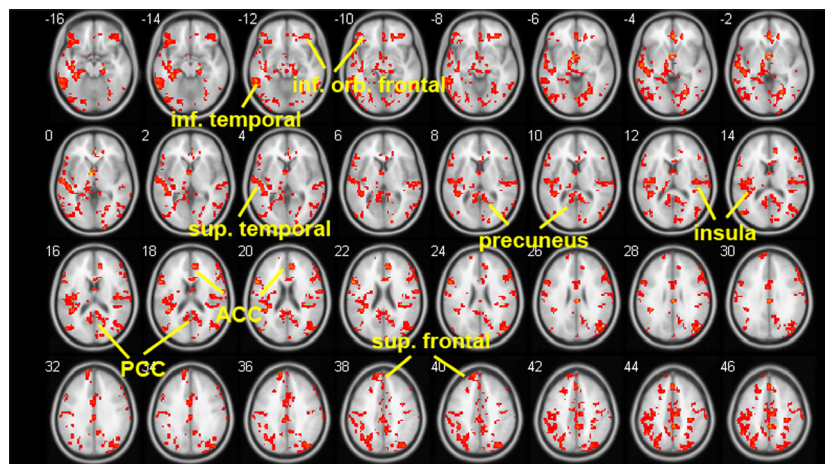 -16 -14 -12 -10 -8 -6 -4 -2
inf. orb. frontal
inf. temporal
0 2 4 6 8 10 12 14
sup. temporal
precuneus
insula
16 18 20 22 24 26 28 30
ACC
PCC
sup. frontal
32 34 36 38 40 42 44 46